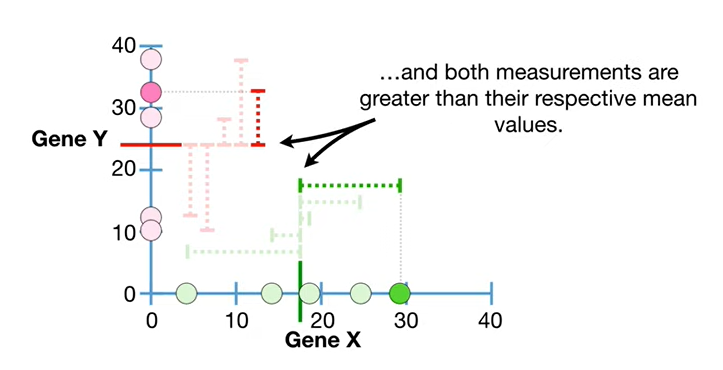 40
…and both measurements are
greater than their respective mean
values.
30
Gene Y
20
10
0
0 10 20 30 40
Gene X